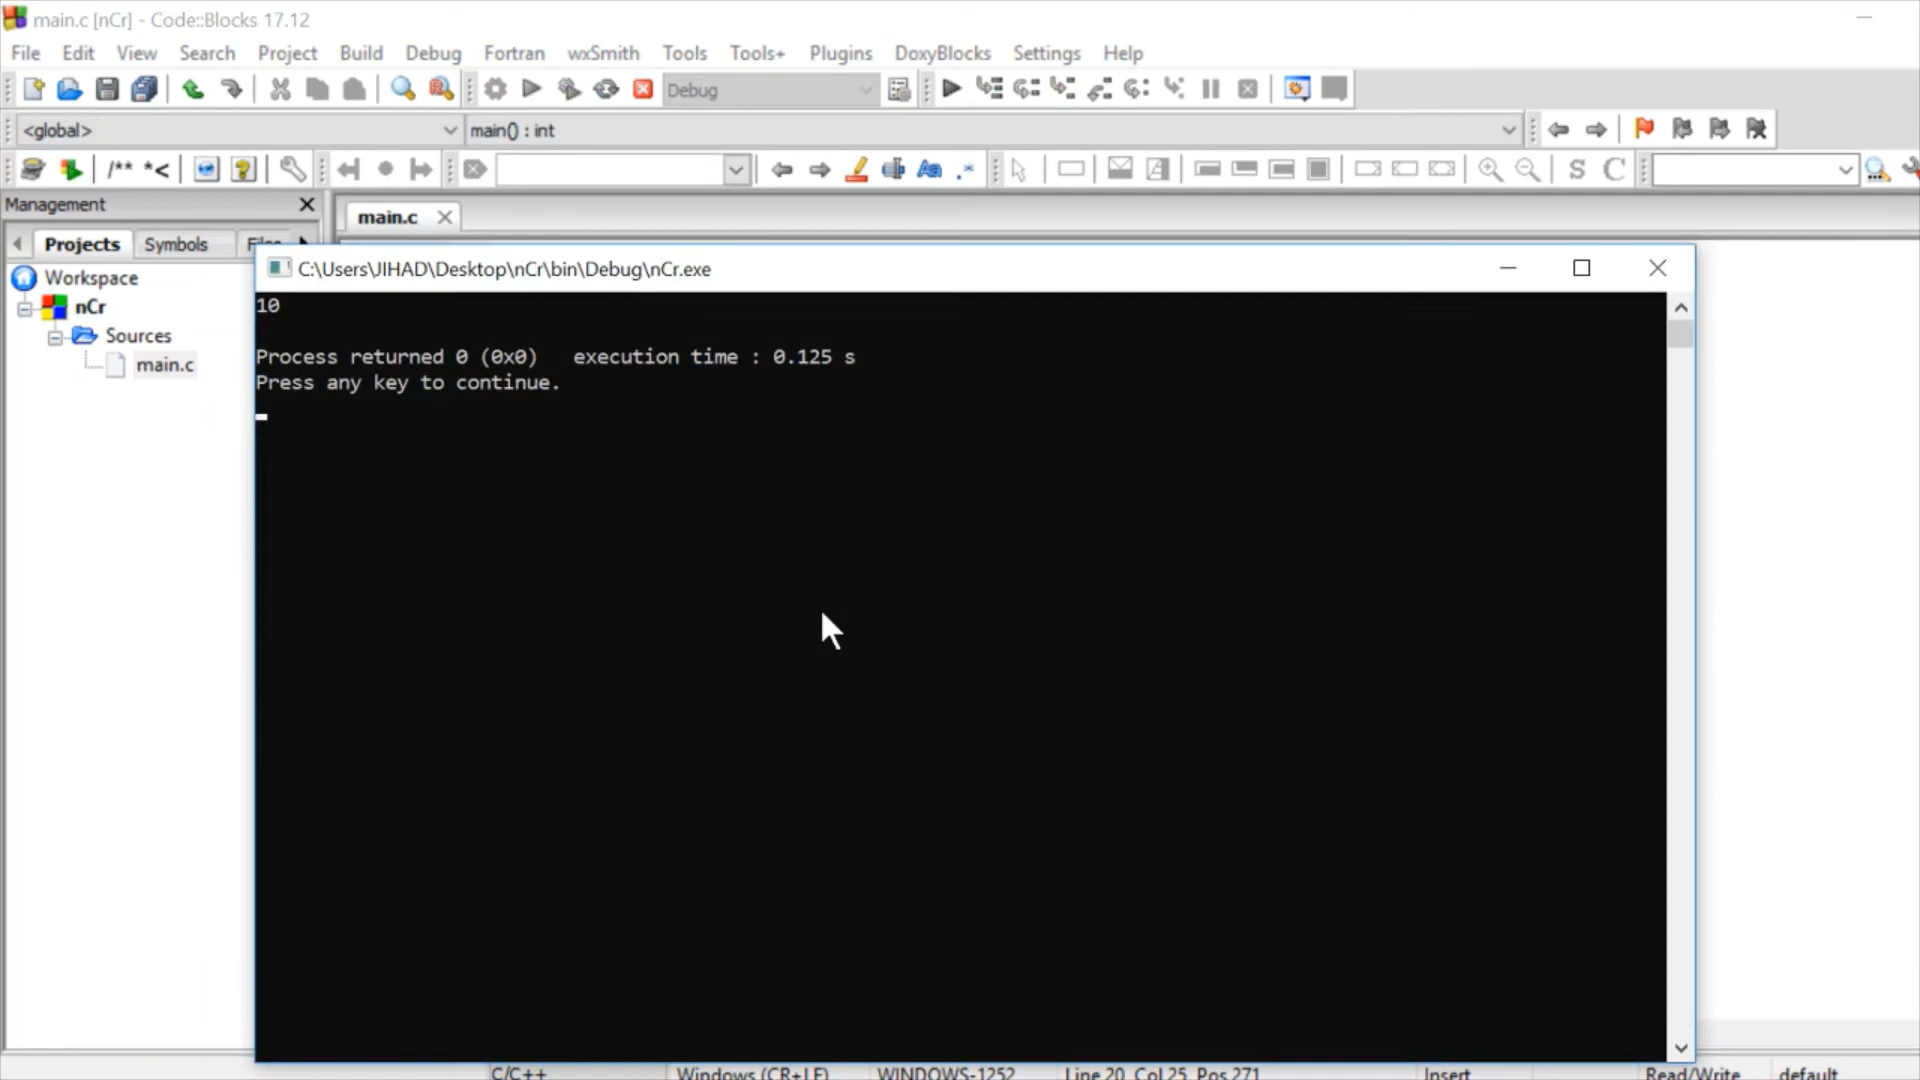 main.c [nCr] - Code::Blocks 17.12
File Edit View Search Project Build Debug Fortran wxSmith Tools Tools+ Plugins DoxyBlocks Settings Help
Debug
<global> main() : int
/** *<
Aa .* S C
Management
main.c
Projects Symbols Files
Workspace
nCr
Sources
main.c
C:\Users\JIHAD\Desktop\nCr\bin\Debug\nCr.exe
10
Process returned 0 (0x0) execution time : 0.125 s
Press any key to continue.
C/C++ Windows (CR+LF) WINDOWS-1252 Line 20, Col 25, Pos 271 Insert Read/Write default